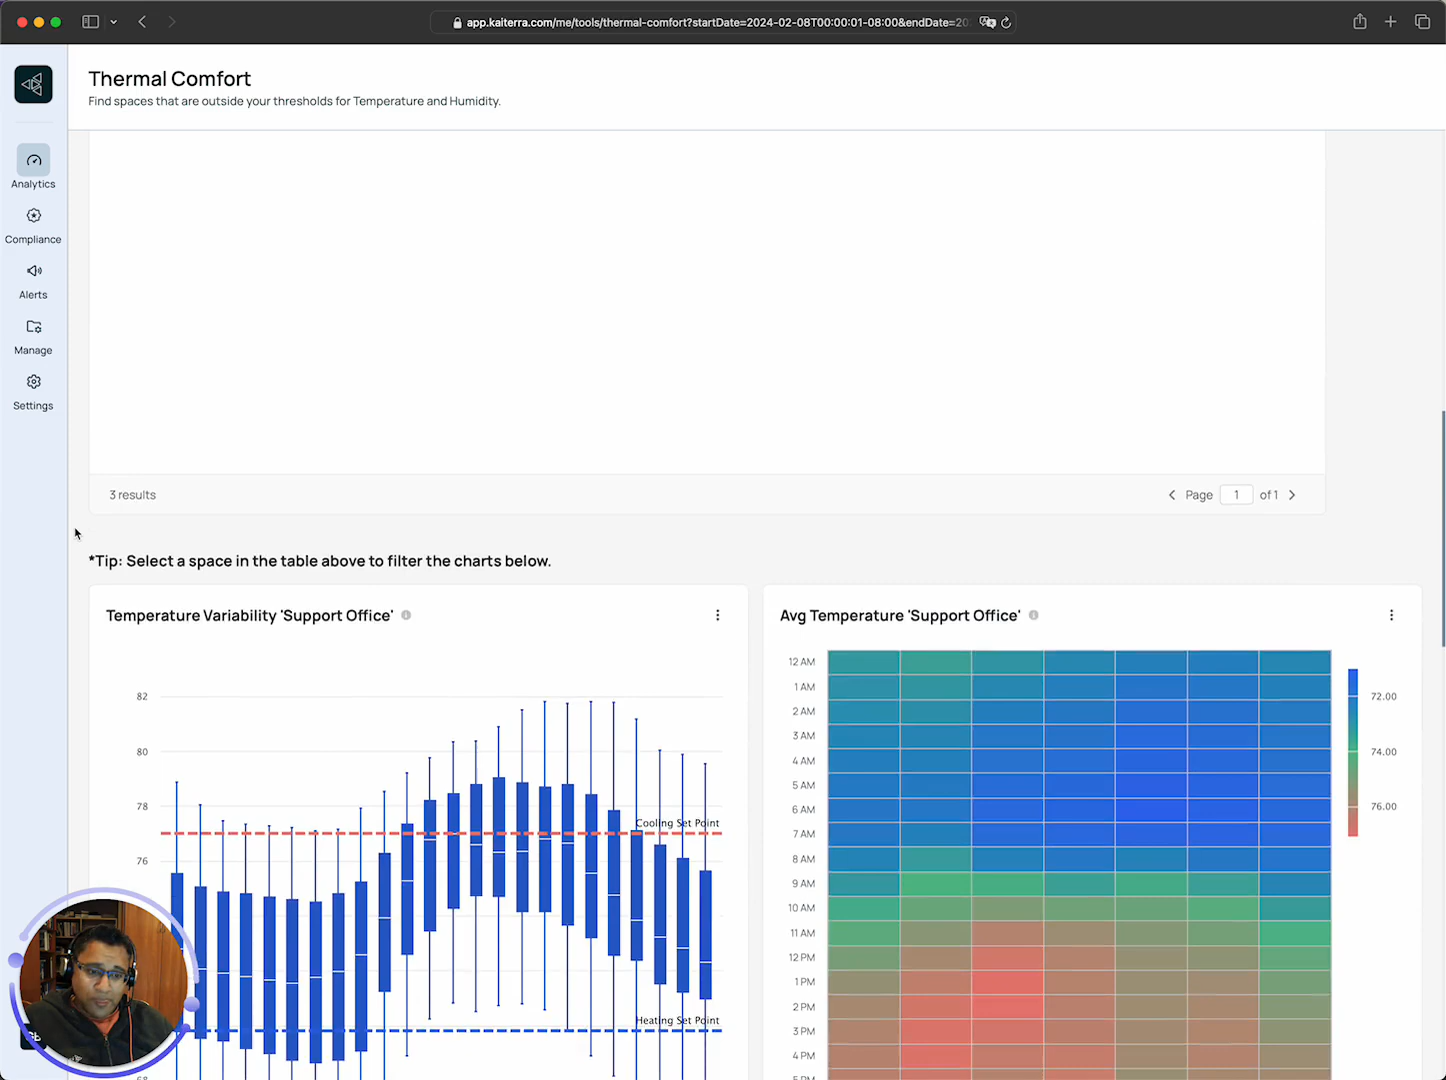 app.kaiterra.com/me/tools/thermal-comfort?startDate=2024-02-08T00:00:01-08:00&endDate=20
Thermal Comfort
Find spaces that are outside your thresholds for Temperature and Humidity.
Analytics
Compliance
Alerts
Manage
Settings
3 results
Page 1 of 1
*Tip: Select a space in the table above to filter the charts below.
Temperature Variability 'Support Office'
82
80
78
76
68
Cooling Set Point
Heating Set Point
Avg Temperature 'Support Office'
12 AM
1 AM
2 AM
3 AM
4 AM
5 AM
6 AM
7 AM
8 AM
9 AM
10 AM
11 AM
12 PM
1 PM
2 PM
3 PM
4 PM
5 PM
72.00
74.00
76.00